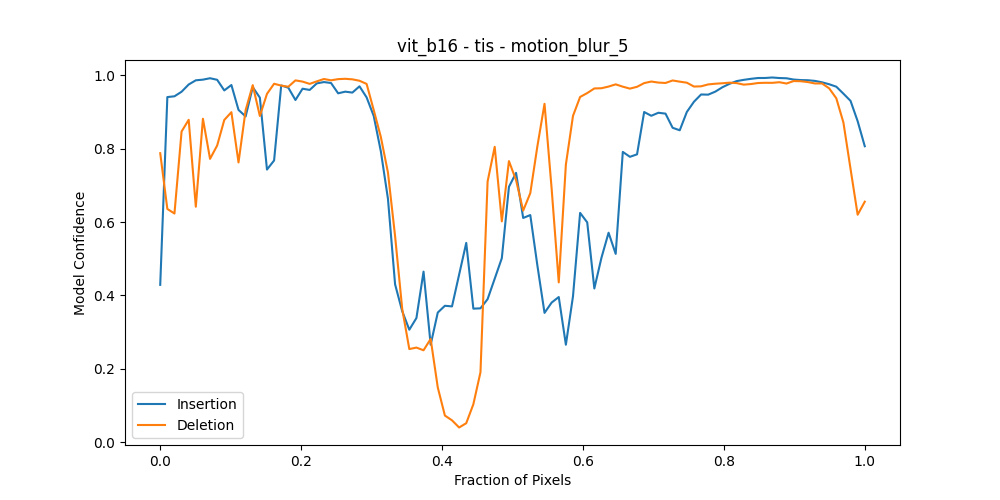 vit_b16 - tis - motion_blur_5
Model Confidence
1.0
0.8
0.6
0.4
0.2
0.0
Insertion
Deletion
0.0 0.2 0.4 0.6 0.8 1.0
Fraction of Pixels